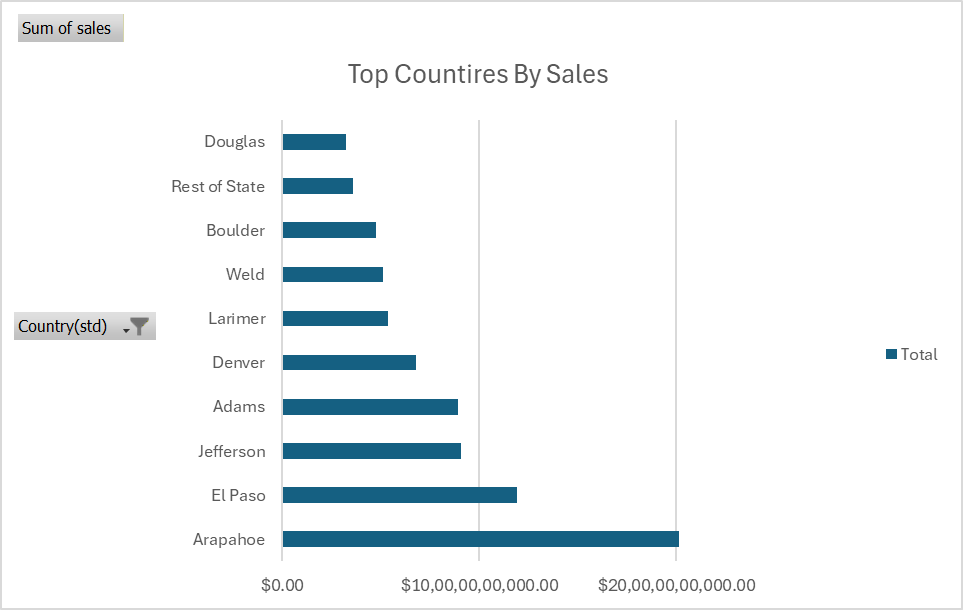 Sum of sales
Top Countires By Sales
Douglas
Rest of State
Boulder
Weld
Larimer
Country(std)
Denver
Total
Adams
Jefferson
El Paso
Arapahoe
$0.00
$10,00,00,00,000.00
$20,00,00,00,000.00